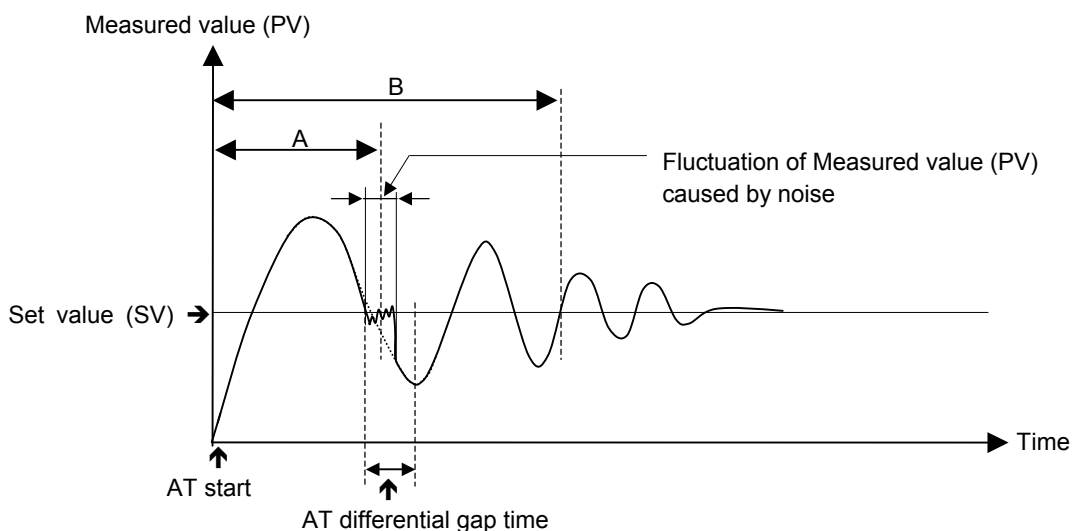 Measured value (PV)
B
A
Fluctuation of Measured value (PV)
caused by noise
Set value (SV)
Time
AT start
AT differential gap time